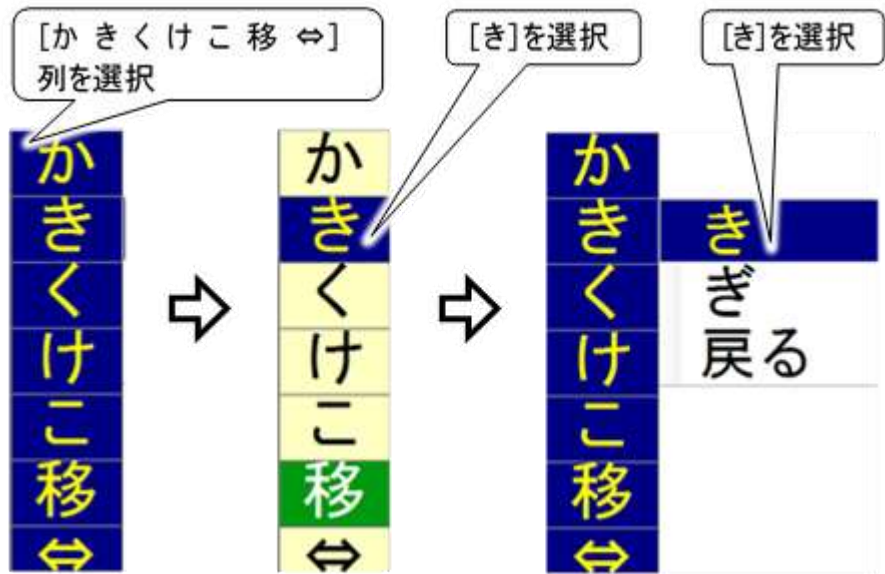 [か き く け こ 移 ⇔]
列を選択
[き]を選択
[き]を選択
か
き
く
け
こ
移
⇔
か
き
く
け
こ
移
⇔
か
き
く
け
こ
移
⇔
き
ぎ
戻る